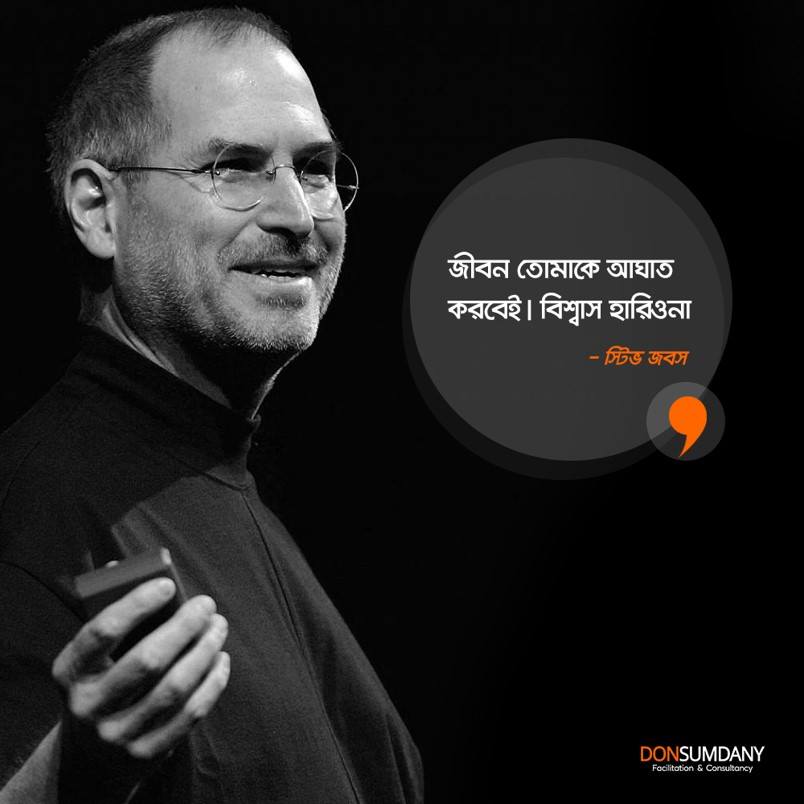 জীবন তোমাকে আঘাত
করবেই। বিশ্বাস হারিওনা
- স্টিভ জবস
DONSUMDANY
Facilitation & Consultancy